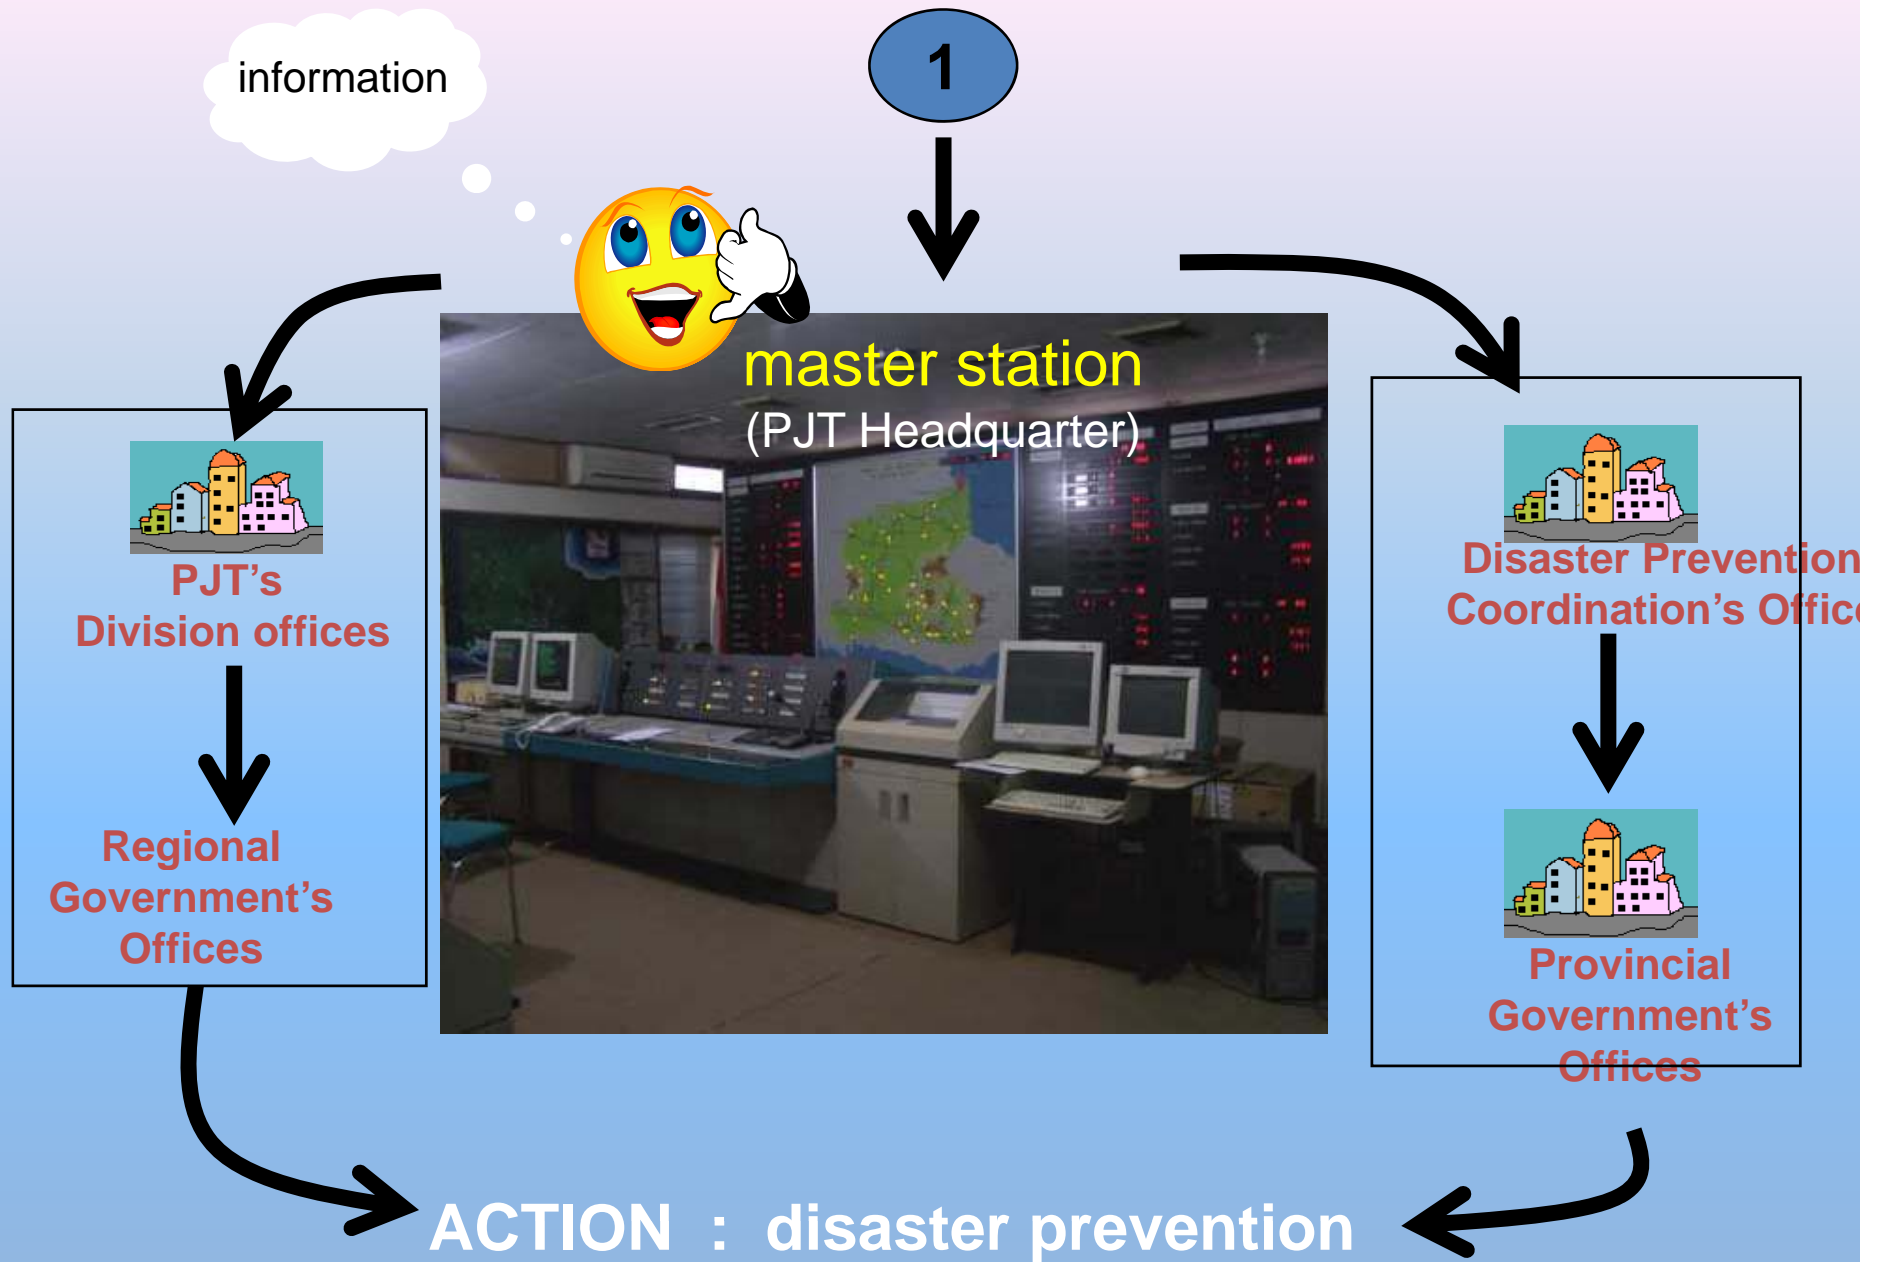 information
1
master station
(PJT Headquarter)
PJT’s
Division offices
Regional
Government’s
Offices
Disaster Prevention
Coordination’s Office
Provincial
Government’s
Offices
ACTION : disaster prevention